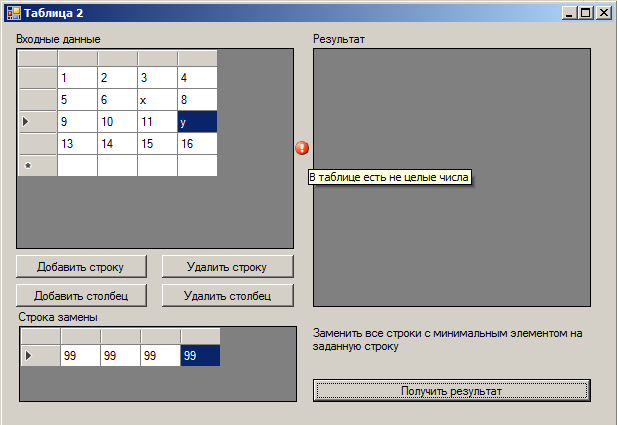 Таблица 2
Входные данные
1 2 3 4
5 6 x 8
9 10 11 y
13 14 15 16
*
В таблице есть не целые числа
Добавить строку Удалить строку
Добавить столбец Удалить столбец
Строка замены
99 99 99 99
Результат
Заменить все строки с минимальным элементом на
заданную строку
Получить результат